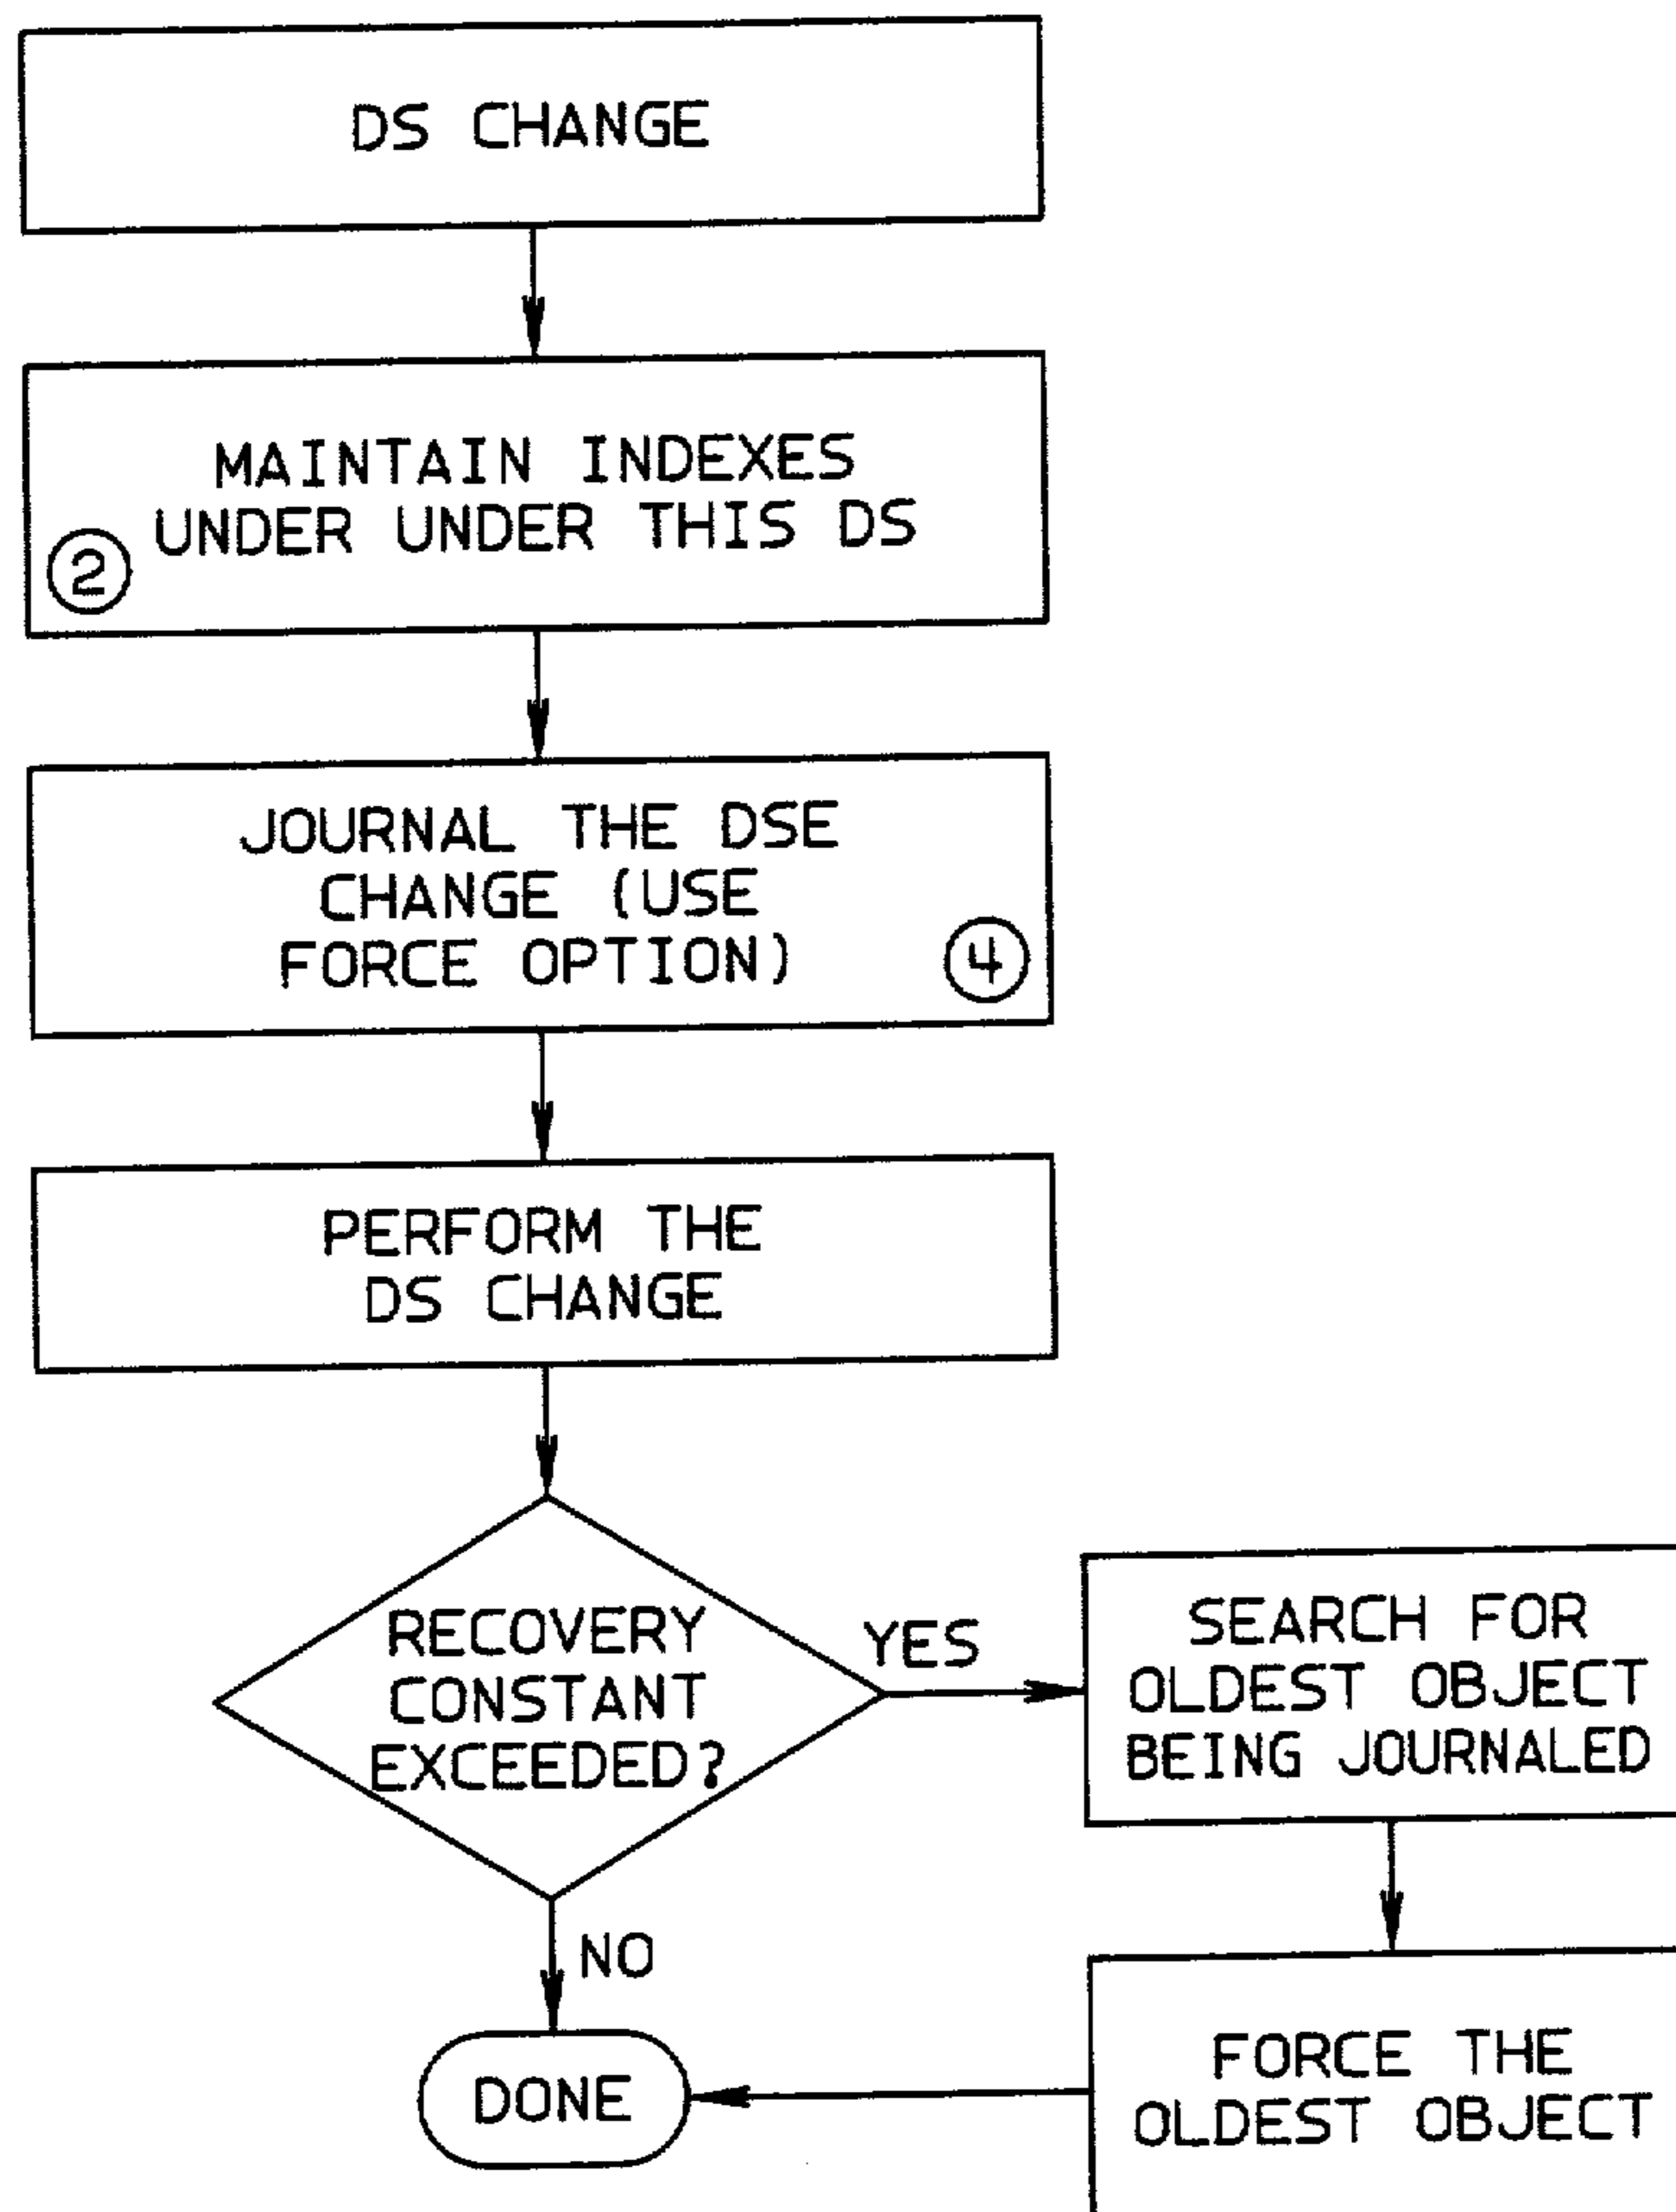 DS CHANGE
MAINTAIN INDEXES
UNDER UNDER THIS DS
2
JOURNAL THE DSE
CHANGE (USE
FORCE OPTION)
4
PERFORM THE
DS CHANGE
RECOVERY
CONSTANT
EXCEEDED?
YES
SEARCH FOR
OLDEST OBJECT
BEING JOURNALED
NO
FORCE THE
OLDEST OBJECT
DONE